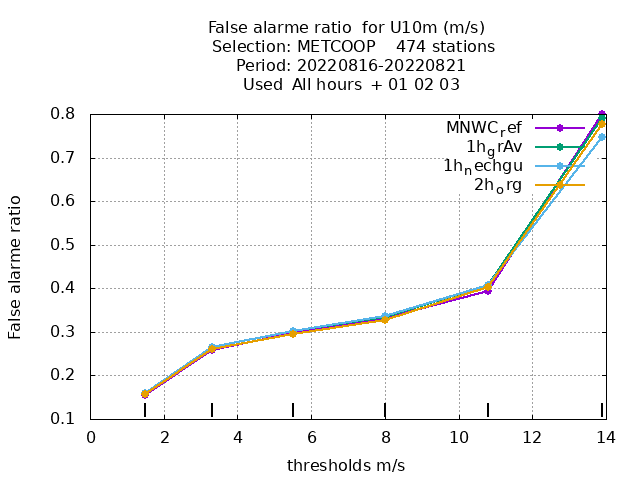 False alarme ratio  for U10m (m/s)
Selection: METCOOP    474 stations
Period: 20220816-20220821
Used  All hours  + 01 02 03
MNWC_ref
1h_grAv
1h_nechgu
2h_org
0.8
0.7
0.6
0.5
0.4
0.3
0.2
0.1
False alarme ratio
0 2 4 6 8 10 12 14
thresholds m/s